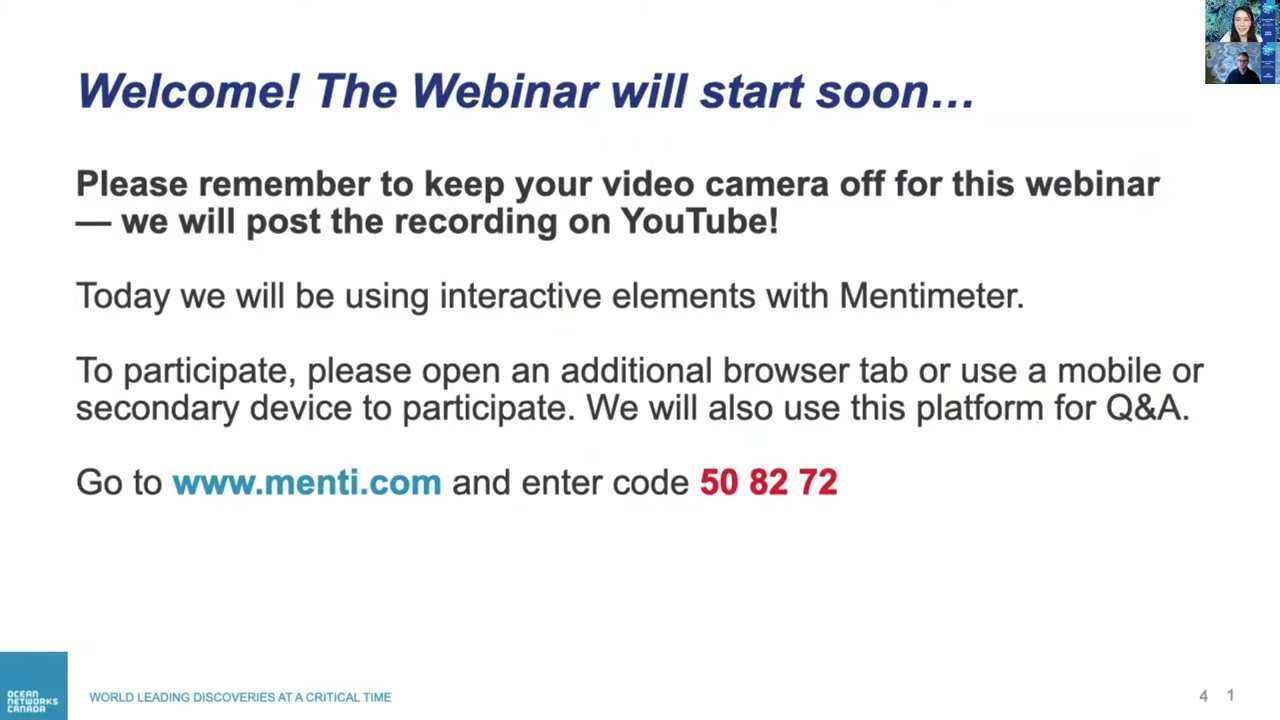 Welcome! The Webinar will start soon…
Please remember to keep your video camera off for this webinar
— we will post the recording on YouTube!
Today we will be using interactive elements with Mentimeter.
To participate, please open an additional browser tab or use a mobile or
secondary device to participate. We will also use this platform for Q&A.
Go to www.menti.com and enter code 50 82 72
OCEAN
NETWORKS
CANADA
WORLD LEADING DISCOVERIES AT A CRITICAL TIME
4 1